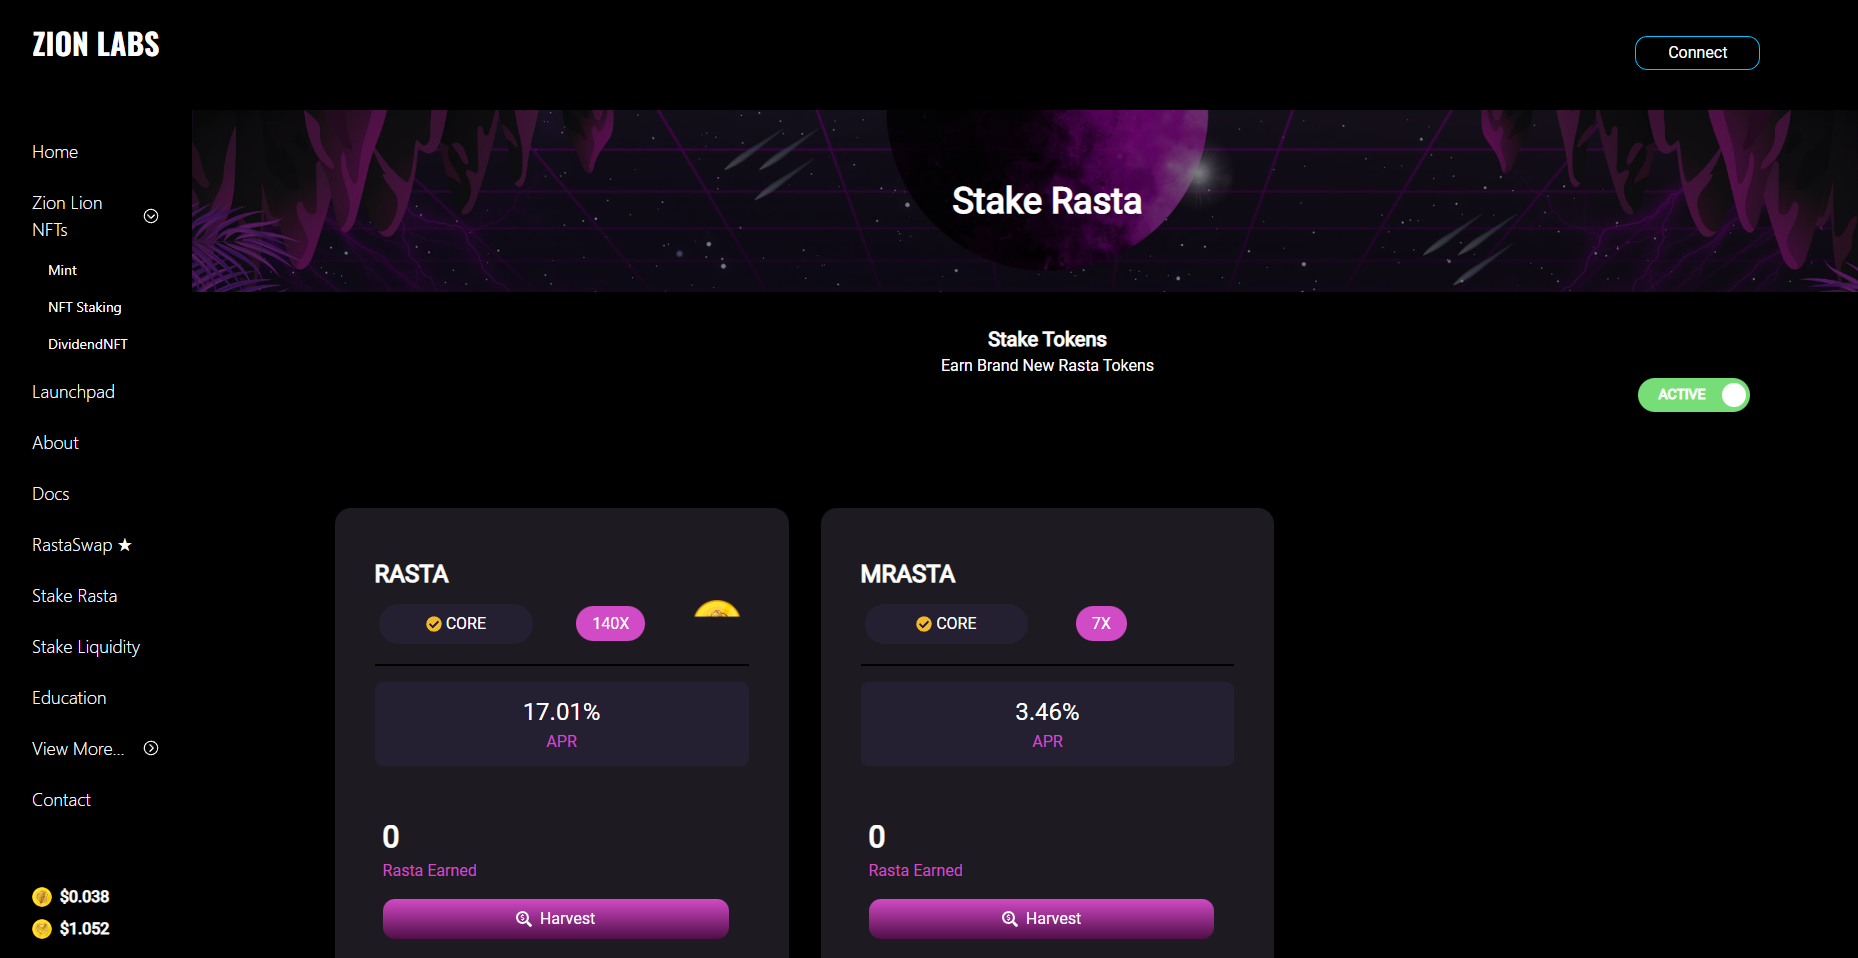 ZION LABS
Connect
Home
Zion Lion
NFTs
Mint
NFT Staking
DividendNFT
Launchpad
About
Docs
RastaSwap ★
Stake Rasta
Stake Liquidity
Education
View More...
Contact
$0.038
$1.052
Stake Rasta
Stake Tokens
Earn Brand New Rasta Tokens
ACTIVE
RASTA
CORE
140X
17.01%
APR
0
Rasta Earned
Harvest
MRASTA
CORE
7X
3.46%
APR
0
Rasta Earned
Harvest